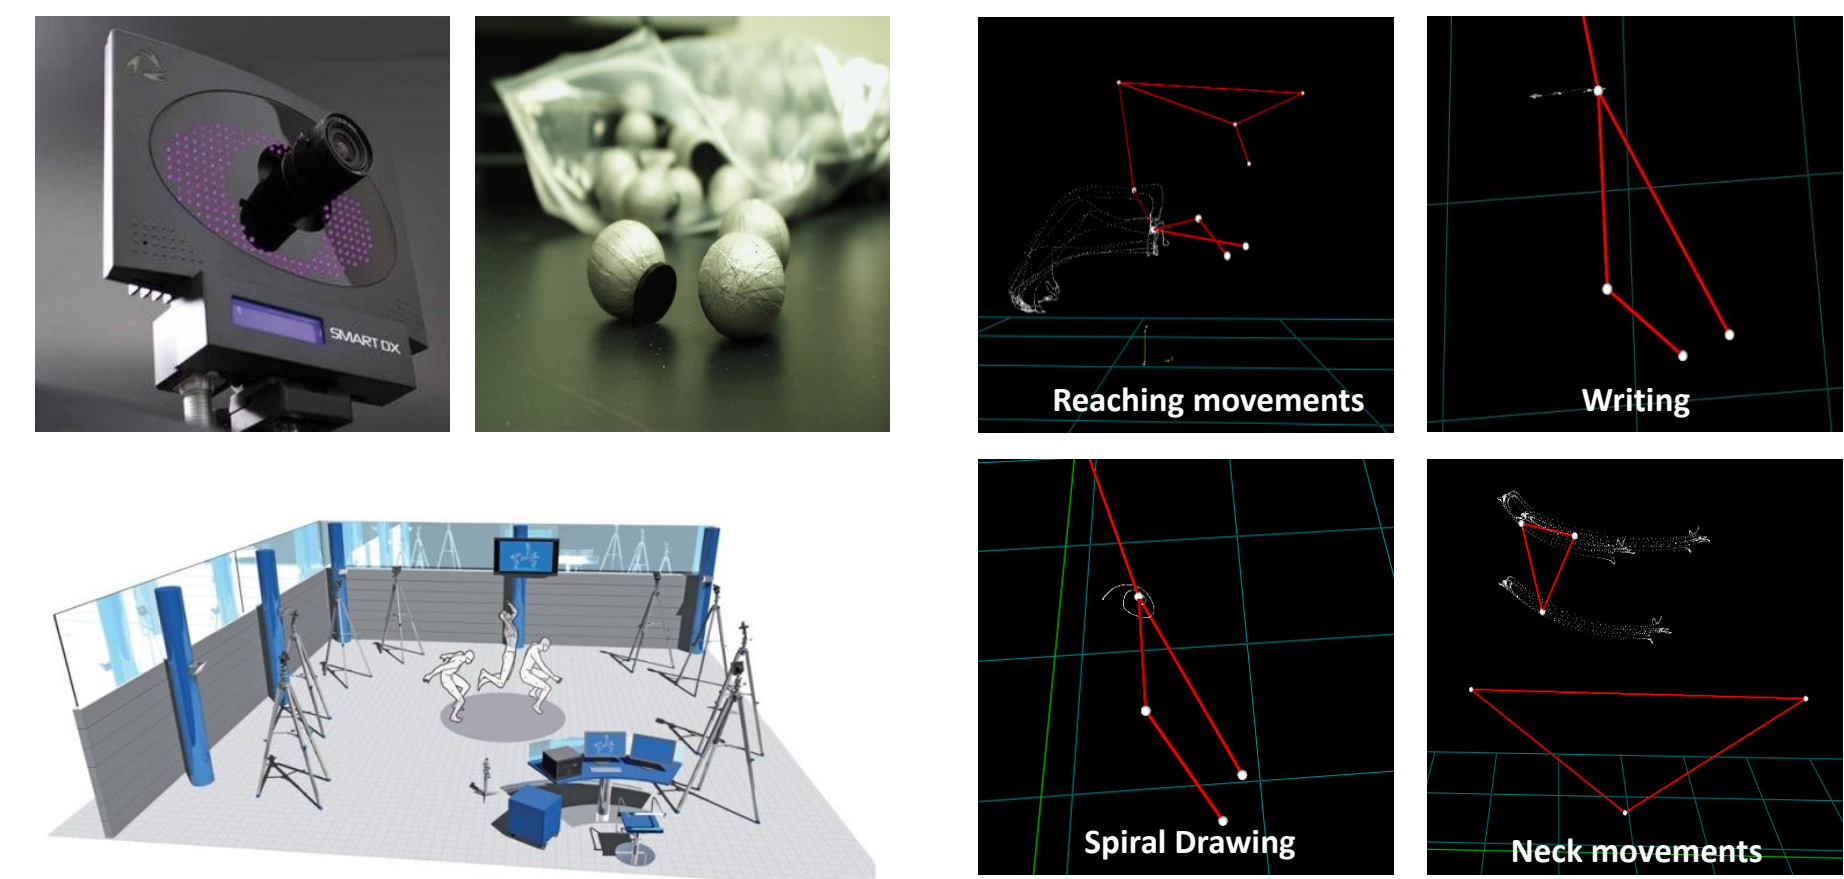 SMART DX
Reaching movements
Writing
Spiral Drawing
Neck movements